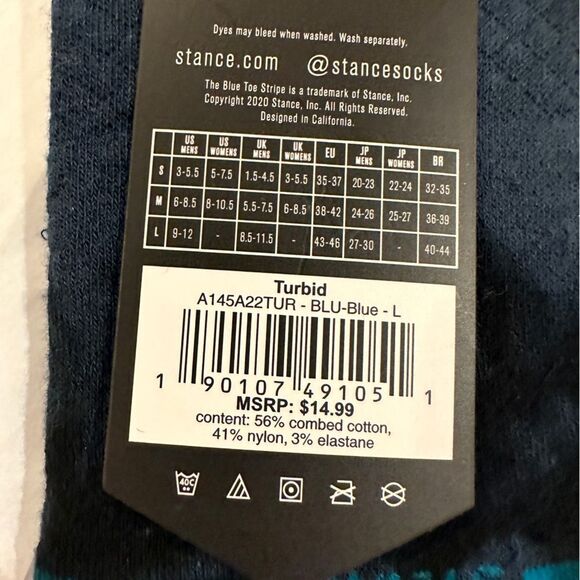 Dyes may bleed when washed. Wash separately.
stance.com @stancesocks
The Blue Toe Stripe is a trademark of Stance, Inc.
Copyright 2020 Stance, Inc. All Rights Reserved.
Designed in California.
US MENS US WOMENS UK MENS UK WOMENS EU JP MENS JP WOMENS BR
S 3-5.5 5-7.5 1.5-4.5 3-5.5 35-37 20-23 22-24 32-35
M 6-8.5 8-10.5 5.5-7.5 6-8.5 38-42 24-26 25-27 36-39
L 9-12 - 8.5-11.5 - 43-46 27-30 - 40-44
Turbid
A145A22TUR - BLU-Blue - L
1 90107 49105 1
MSRP: $14.99
content: 56% combed cotton,
41% nylon, 3% elastane
40C